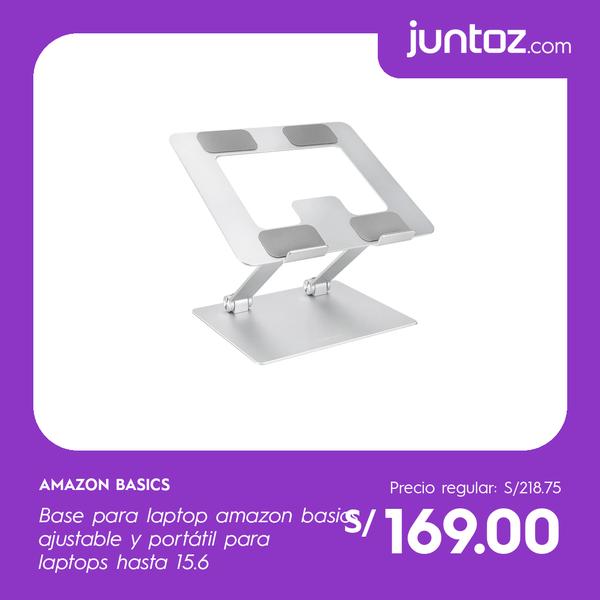 juntoz.com
AMAZON BASICS
Base para laptop amazon basics
ajustable y portátil para
laptops hasta 15.6
Precio regular: S/218.75
S/ 169.00